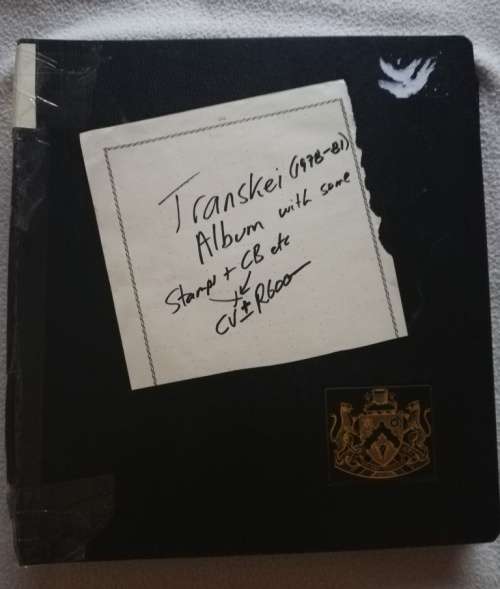 Transkei (1978-81)
Album with some
Stamps + CB etc
CV ± R600